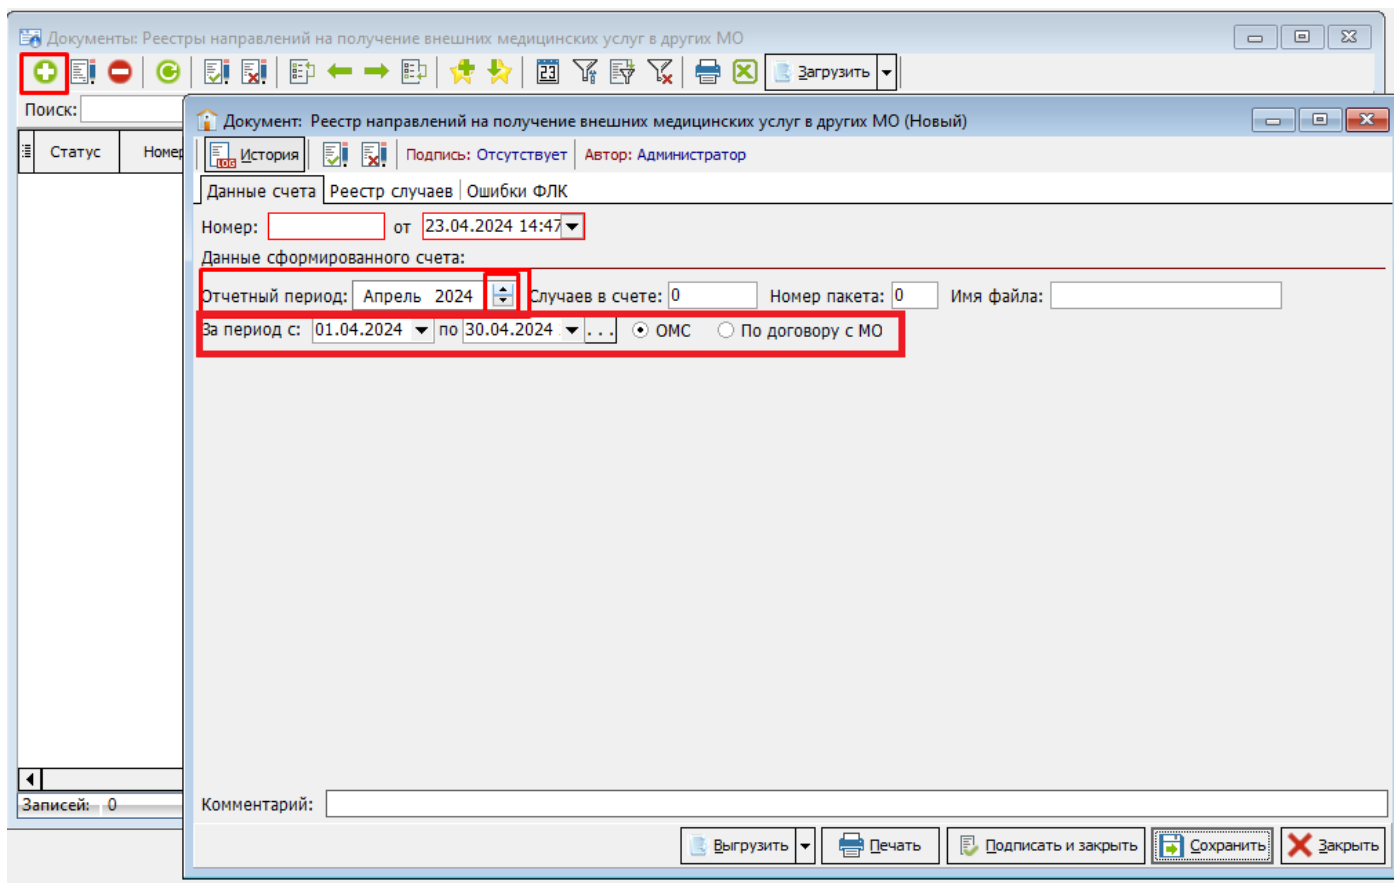 Документы: Реестры направлений на получение внешних медицинских услуг в других МО
23 Загрузить
Поиск:
Документ: Реестр направлений на получение внешних медицинских услуг в других МО (Новый)
Статус Номер
LOG История Подпись: Отсутствует Автор: Администратор
Данные счета Реестр случаев Ошибки ФЛК
Номер: от 23.04.2024 14:47
Данные сформированного счета:
Отчетный период: Апрель 2024 Случаев в счете: 0 Номер пакета: 0 Имя файла:
За период с: 01.04.2024 по 30.04.2024 ... ОМС По договору с МО
Записей: 0
Комментарий:
Выгрузить Печать Подписать и закрыть Сохранить Закрыть